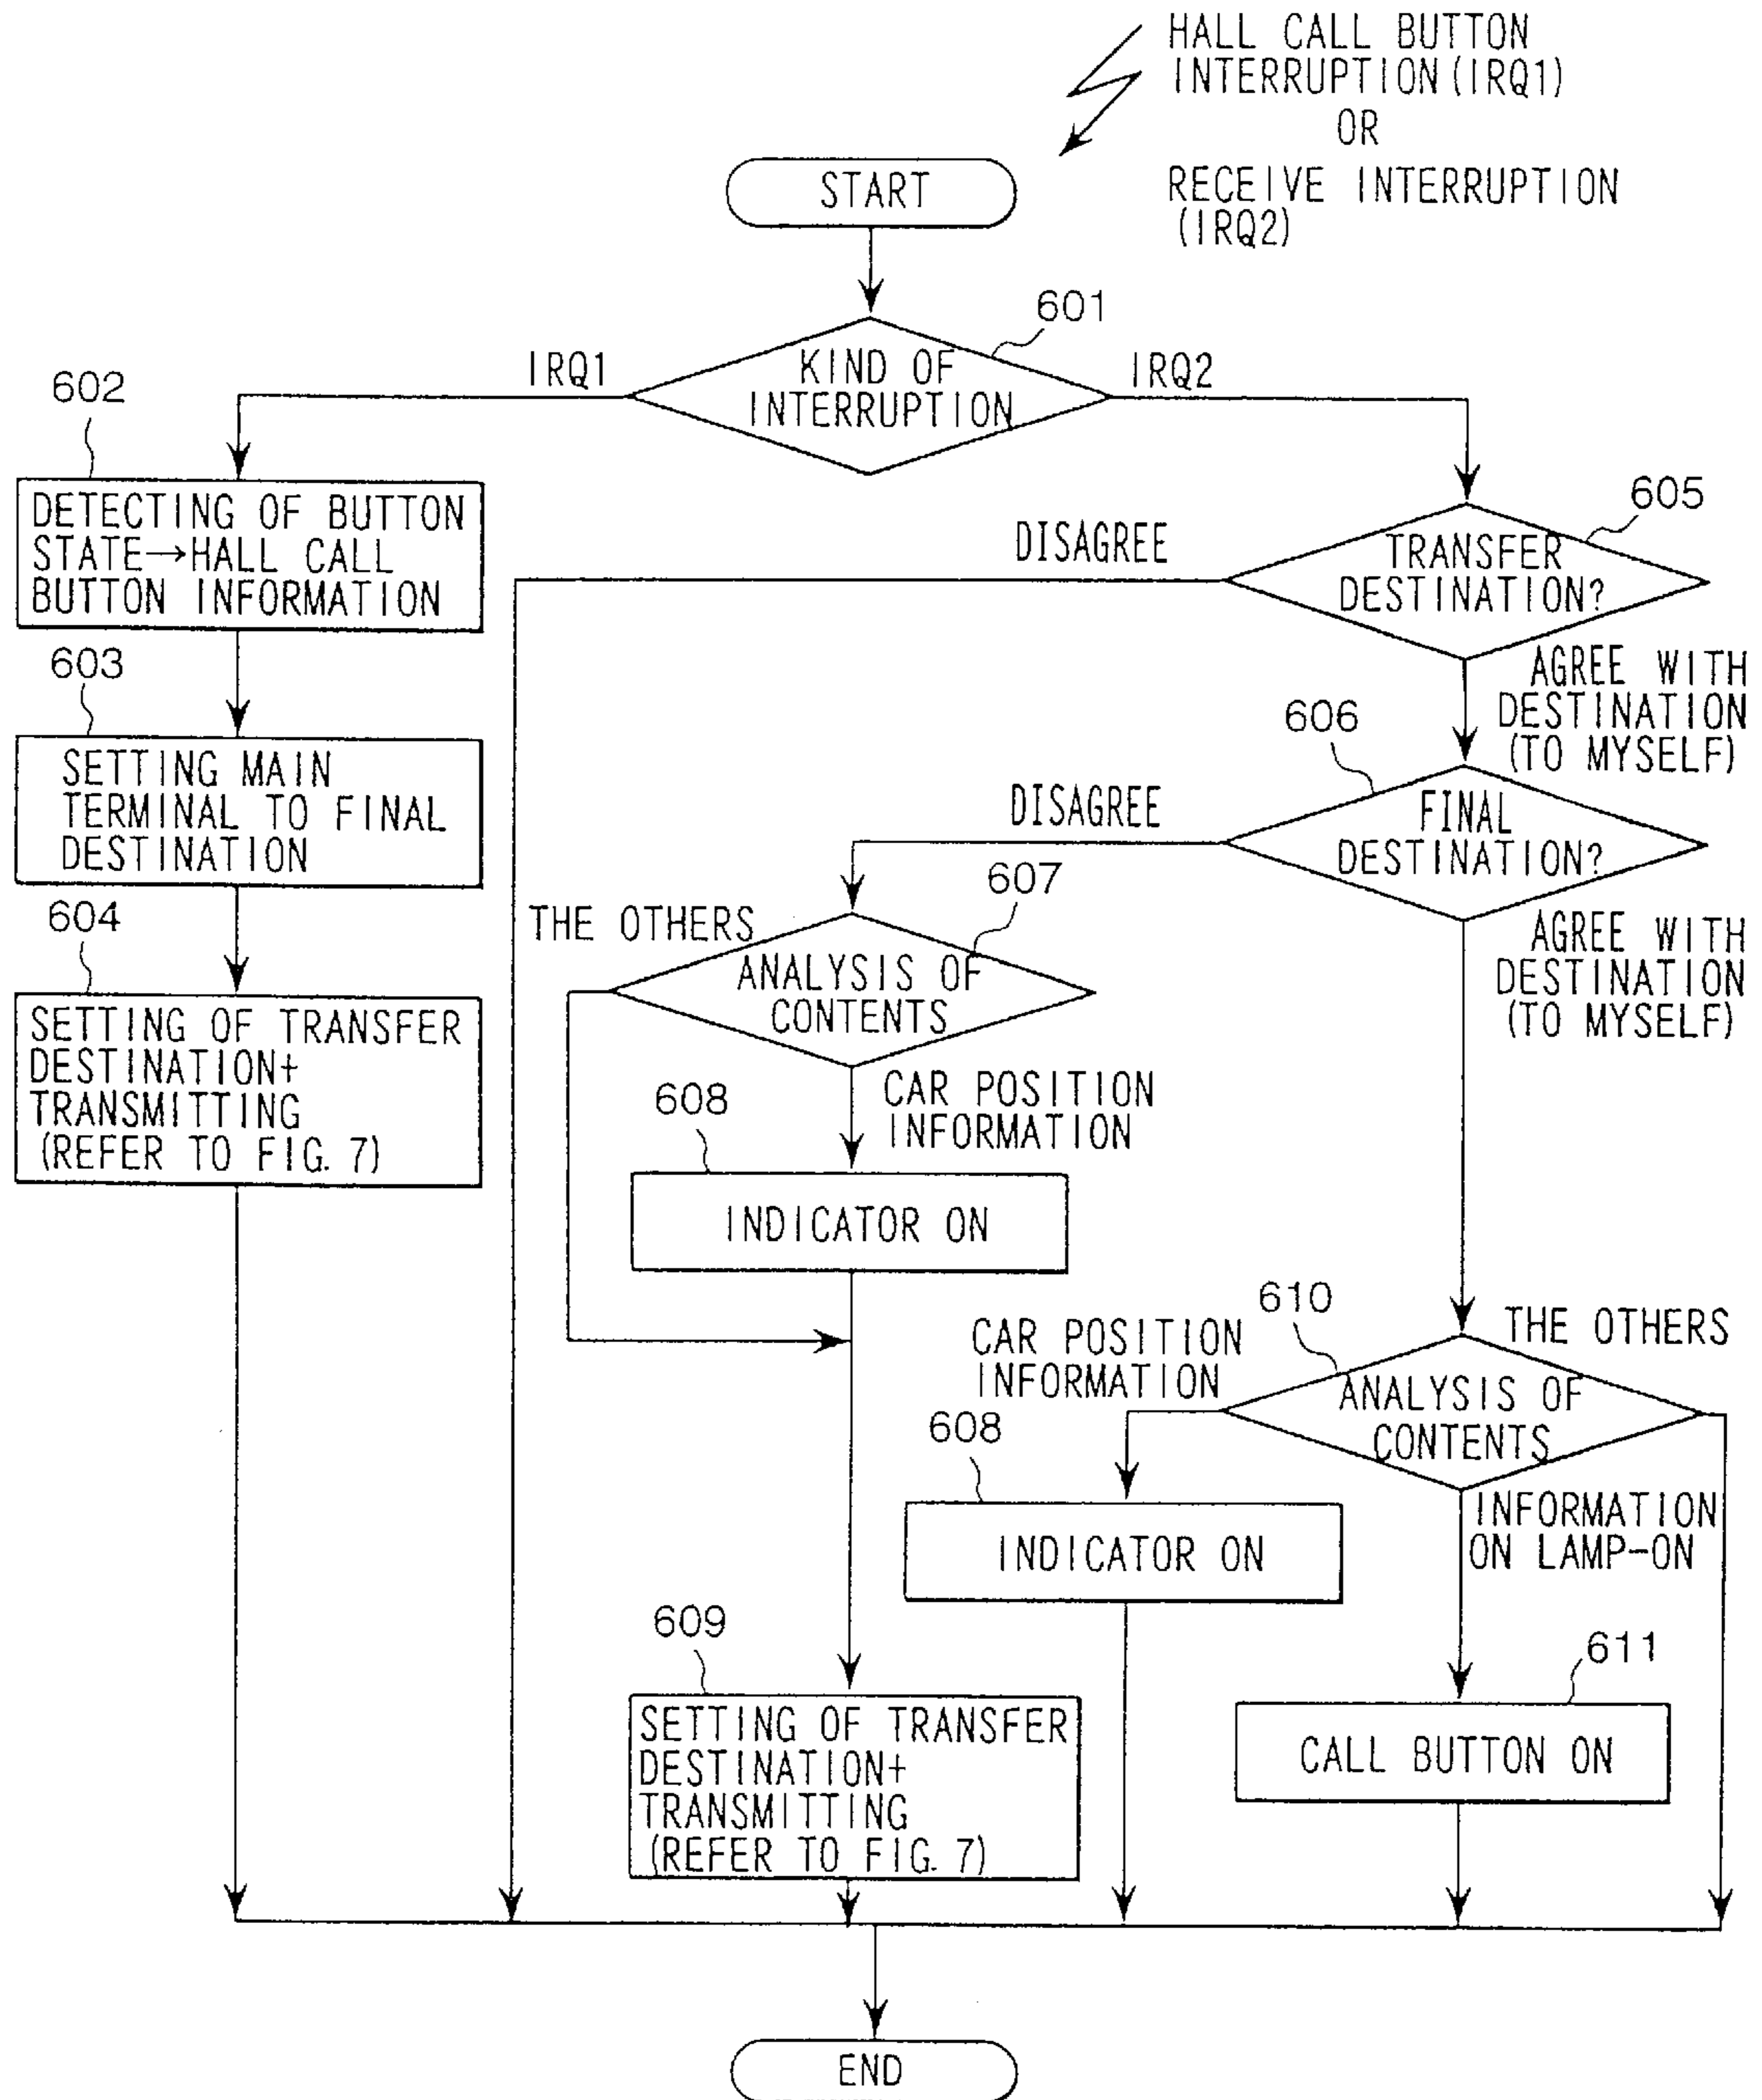 HALL CALL BUTTON
INTERRUPTION (IRQ1)
OR
RECEIVE INTERRUPTION
(IRQ2)
START
601
KIND OF
INTERRUPTION
IRQ1
IRQ2
602
DETECTING OF BUTTON
STATE→HALL CALL
BUTTON INFORMATION
603
SETTING MAIN
TERMINAL TO FINAL
DESTINATION
604
SETTING OF TRANSFER
DESTINATION+
TRANSMITTING
(REFER TO FIG. 7)
605
TRANSFER
DESTINATION?
DISAGREE
AGREE WITH
DESTINATION
(TO MYSELF)
606
FINAL
DESTINATION?
DISAGREE
AGREE WITH
DESTINATION
(TO MYSELF)
607
THE OTHERS
ANALYSIS OF
CONTENTS
CAR POSITION
INFORMATION
608
INDICATOR ON
609
SETTING OF TRANSFER
DESTINATION+
TRANSMITTING
(REFER TO FIG. 7)
610
THE OTHERS
CAR POSITION
INFORMATION
ANALYSIS OF
CONTENTS
608
INDICATOR ON
INFORMATION
ON LAMP-ON
611
CALL BUTTON ON
END